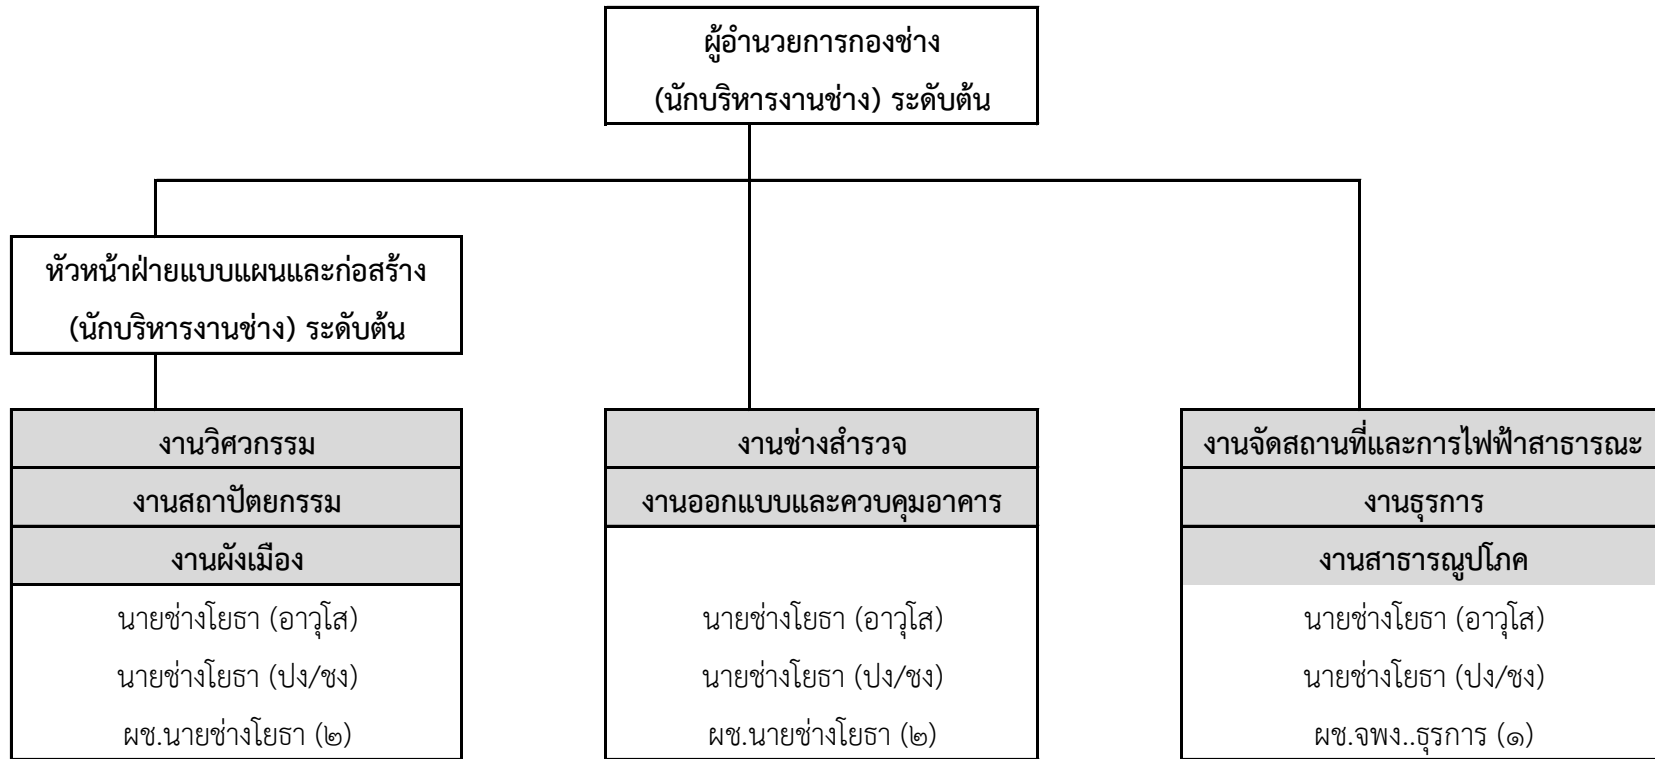 ผู้อำนวยการกองช่าง
(นักบริหารงานช่าง) ระดับต้น
หัวหน้าฝ่ายแบบแผนและก่อสร้าง
(นักบริหารงานช่าง) ระดับต้น
งานวิศวกรรม
งานสถาปัตยกรรม
งานผังเมือง
นายช่างโยธา (อาวุโส)
นายช่างโยธา (ปง/ชง)
ผช.นายช่างโยธา (๒)
งานช่างสำรวจ
งานออกแบบและควบคุมอาคาร
นายช่างโยธา (อาวุโส)
นายช่างโยธา (ปง/ชง)
ผช.นายช่างโยธา (๒)
งานจัดสถานที่และการไฟฟ้าสาธารณะ
งานธุรการ
งานสาธารณูปโภค
นายช่างโยธา (อาวุโส)
นายช่างโยธา (ปง/ชง)
ผช.จพง..ธุรการ (๑)